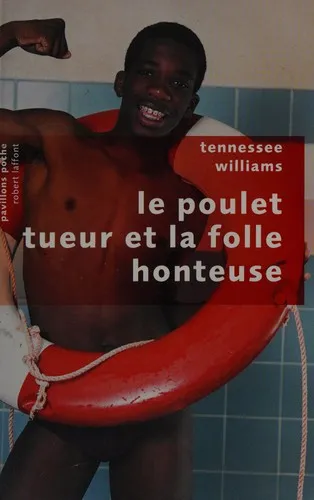 tennessee
williams
le poulet
tueur et la folle
honteuse
pavillons poche
robert laffont